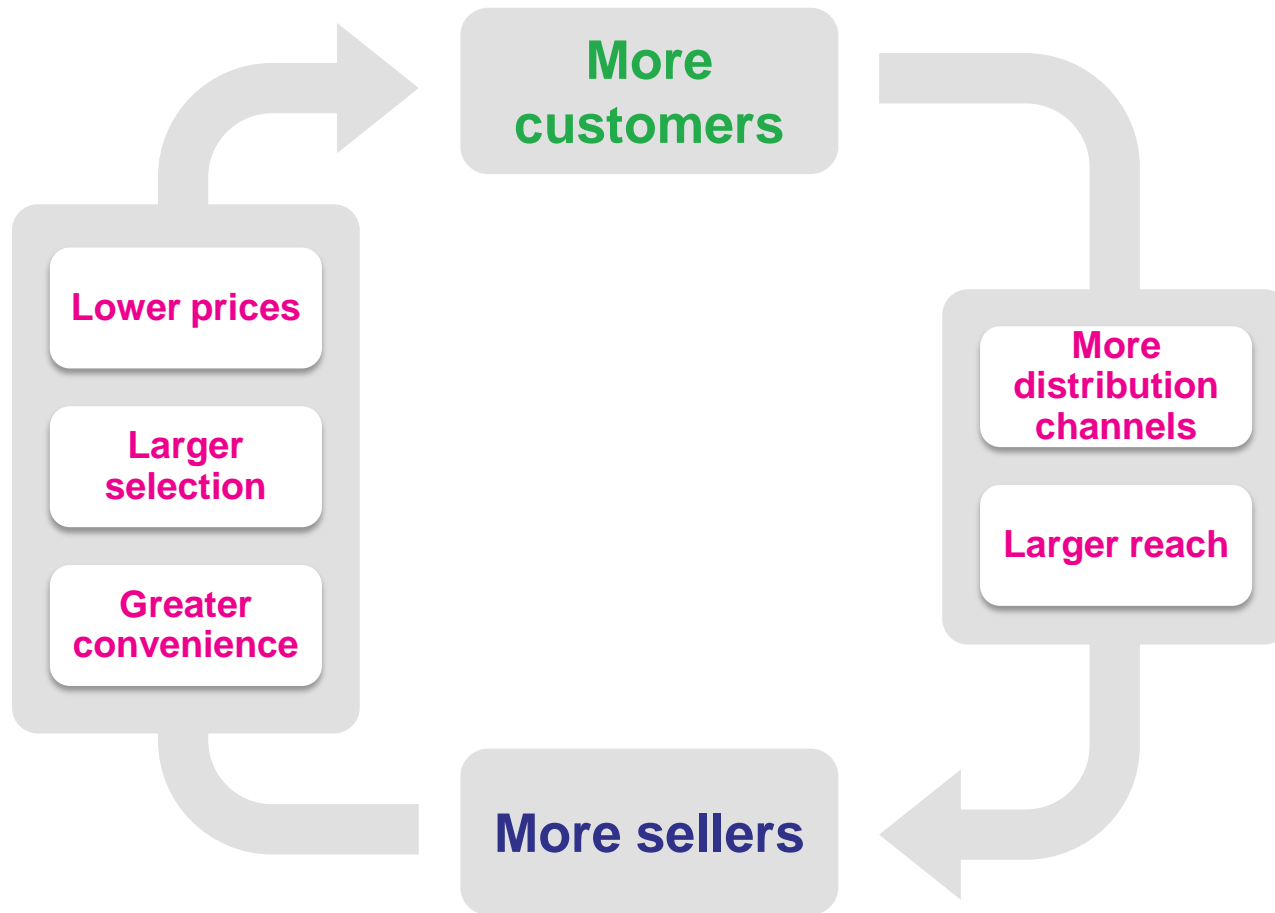 More
customers
Lower prices
Larger
selection
Greater
convenience
More
distribution
channels
Larger reach
More sellers